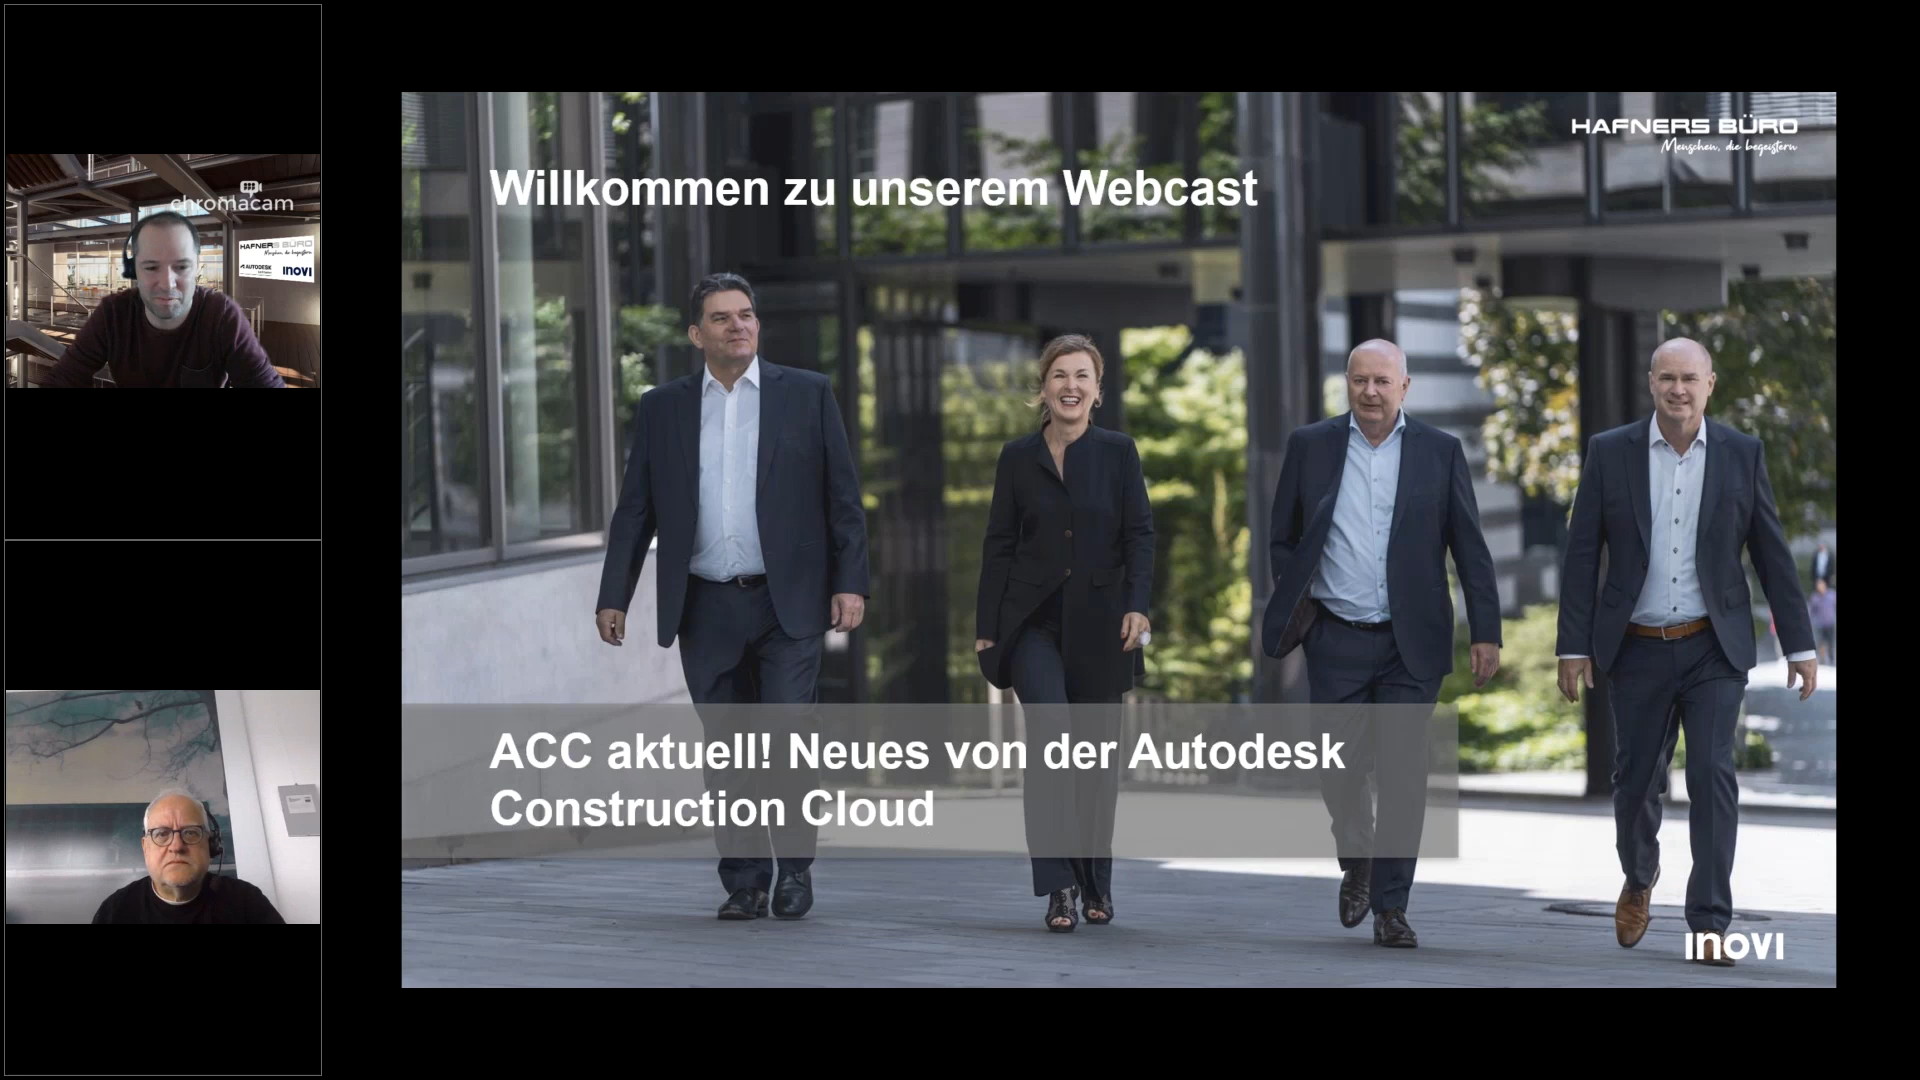 chromacam
HAFNERS BÜRO
Menschen, die begeistern
AUTODESK
INOVI
HAFNERS BÜRO
Menschen, die begeistern
Willkommen zu unserem Webcast
ACC aktuell! Neues von der Autodesk
Construction Cloud
INOVI